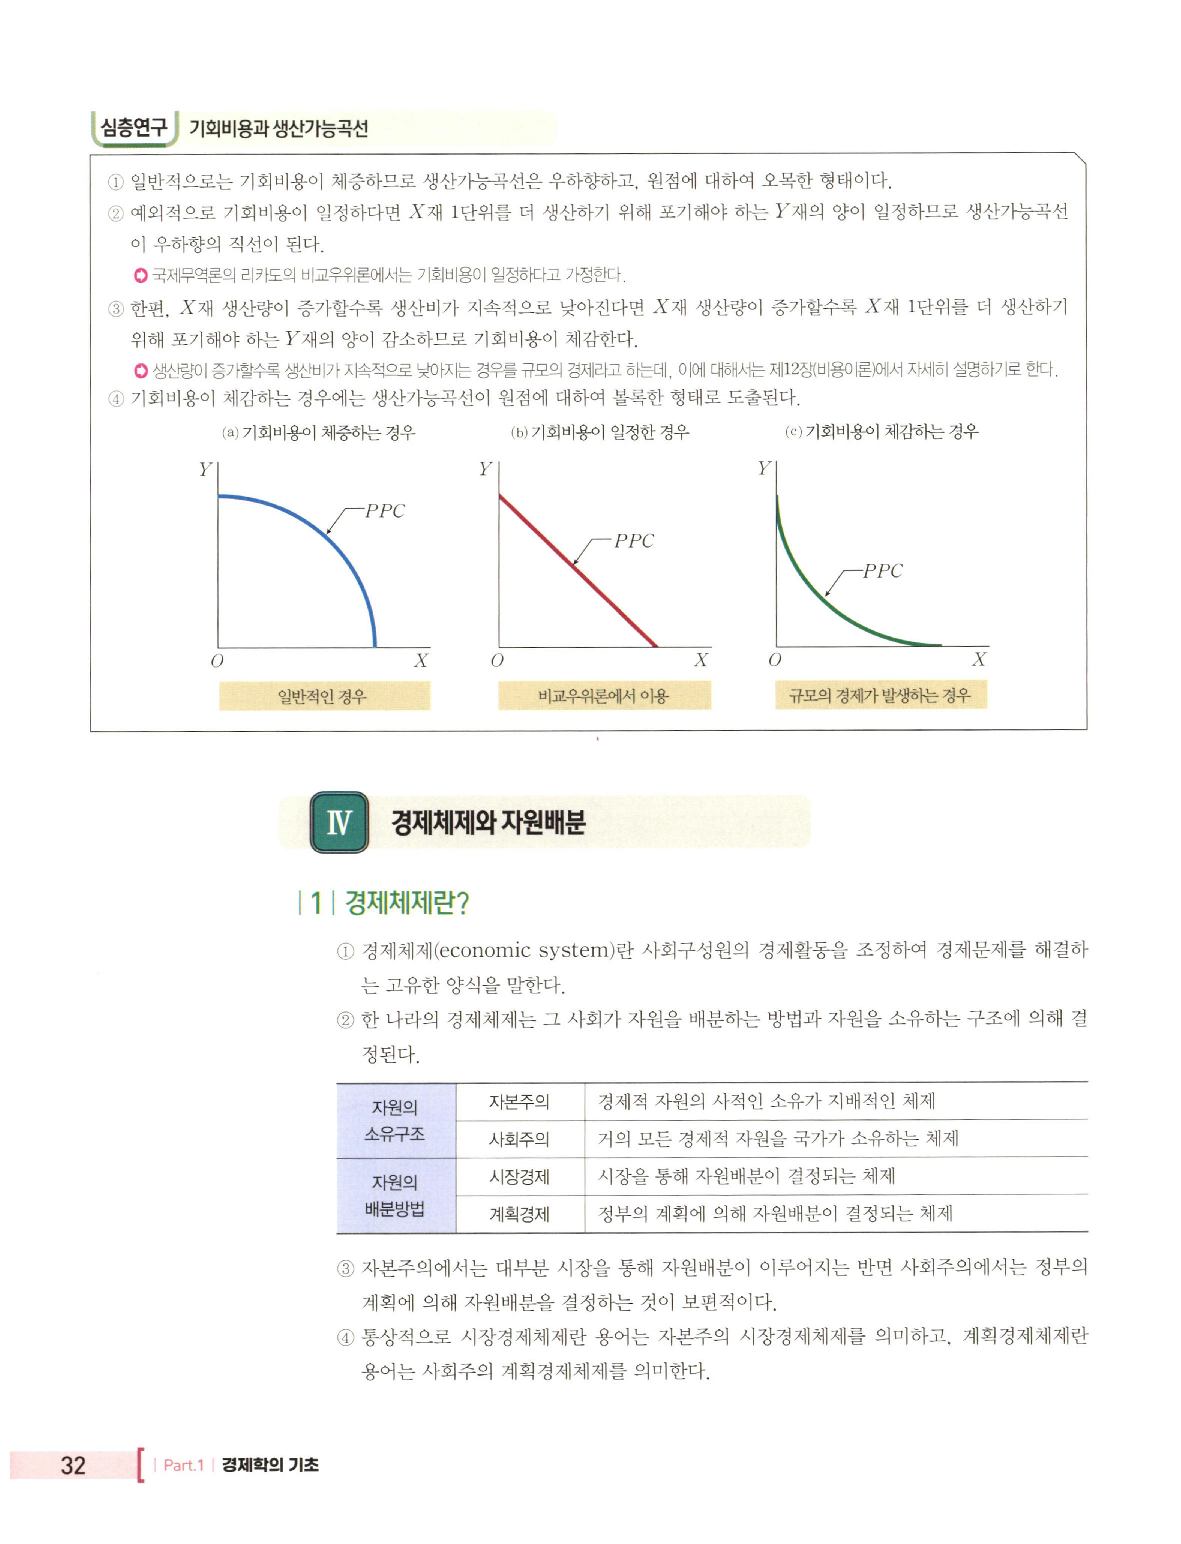 심층연구 기회비용과 생산가능곡선
① 일반적으로는 기회비용이 체증하므로 생산가능곡선은 우하향하고, 원점에 대하여 오목한 형태이다.
② 예외적으로 기회비용이 일정하다면 X재 1단위를 더 생산하기 위해 포기해야 하는 Y재의 양이 일정하므로 생산가능곡선
이 우하향의 직선이 된다.
국제무역론의 리카도의 비교우위론에서는 기회비용이 일정하다고 가정한다.
③ 한편, X재 생산량이 증가할수록 생산비가 지속적으로 낮아진다면 X재 생산량이 증가할수록 X재 1단위를 더 생산하기
위해 포기해야 하는 Y재의 양이 감소하므로 기회비용이 체감한다.
생산량이 증가할수록 생산비가 지속적으로 낮아지는 경우를 규모의 경제라고 하는데, 이에 대해서는 제12장(비용이론)에서 자세히 설명하기로 한다.
④ 기회비용이 체감하는 경우에는 생산가능곡선이 원점에 대하여 볼록한 형태로 도출된다.
(a) 기회비용이 체증하는 경우 (b) 기회비용이 일정한 경우 (c) 기회비용이 체감하는 경우
Y Y Y
PPC PPC PPC
O X O X O X
일반적인 경우 비교우위론에서 이용 규모의 경제가 발생하는 경우
Ⅳ 경제체제와 자원배분
|1| 경제체제란?
① 경제체제(economic system)란 사회구성원의 경제활동을 조정하여 경제문제를 해결하
는 고유한 양식을 말한다.
② 한 나라의 경제체제는 그 사회가 자원을 배분하는 방법과 자원을 소유하는 구조에 의해 결
정된다.
자원의 소유구조 자본주의 경제적 자원의 사적인 소유가 지배적인 체제
사회주의 거의 모든 경제적 자원을 국가가 소유하는 체제
자원의 배분방법 시장경제 시장을 통해 자원배분이 결정되는 체제
계획경제 정부의 계획에 의해 자원배분이 결정되는 체제
③ 자본주의에서는 대부분 시장을 통해 자원배분이 이루어지는 반면 사회주의에서는 정부의
계획에 의해 자원배분을 결정하는 것이 보편적이다.
④ 통상적으로 시장경제체제란 용어는 자본주의 시장경제체제를 의미하고, 계획경제체제란
용어는 사회주의 계획경제체제를 의미한다.
32 | Part.1 | 경제학의 기초